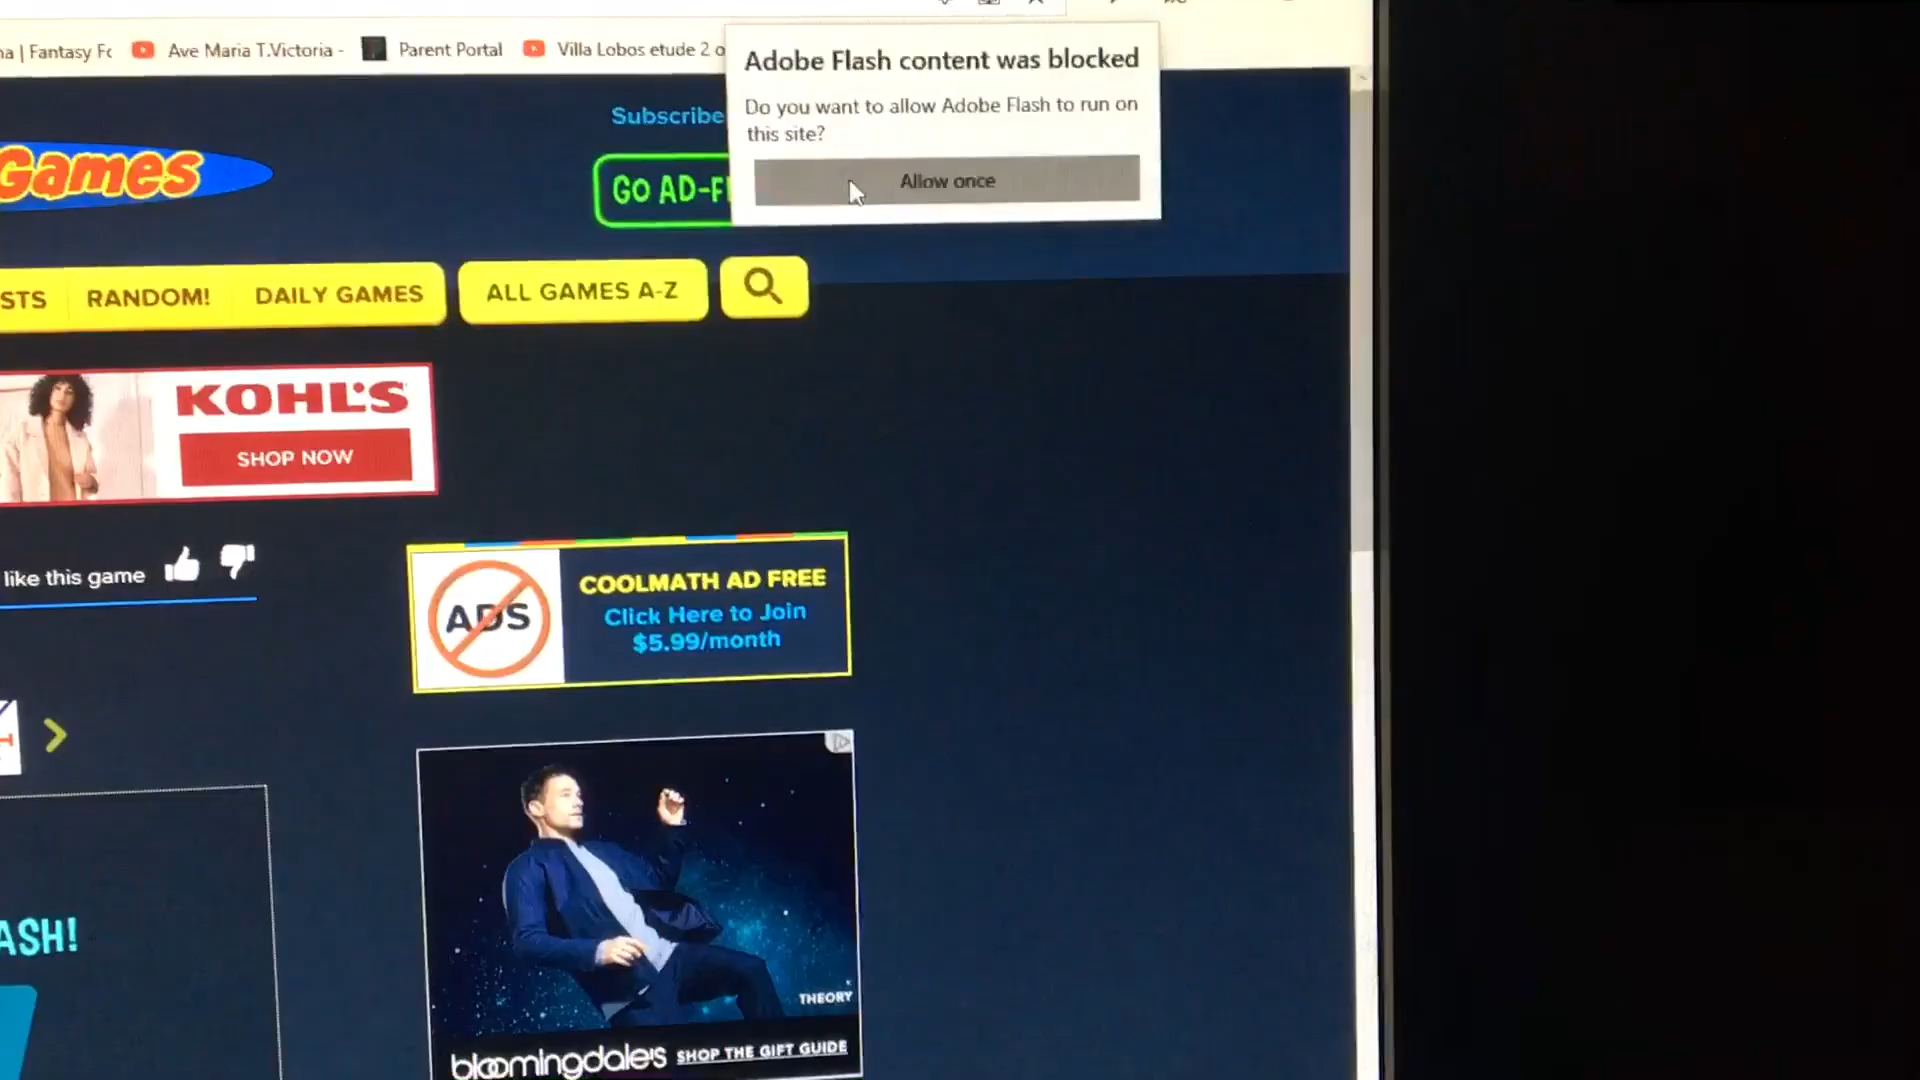 na | Fantasy Fc
Ave Maria T.Victoria -
Parent Portal
Villa Lobos etude 2 o
Adobe Flash content was blocked
Do you want to allow Adobe Flash to run on
this site?
Allow once
Subscribe
GO AD-F
Games
STS
RANDOM!
DAILY GAMES
ALL GAMES A-Z
KOHL'S
SHOP NOW
like this game
ADS
COOLMATH AD FREE
Click Here to Join
$5.99/month
ASH!
THEORY
bloomingdale's SHOP THE GIFT GUIDE